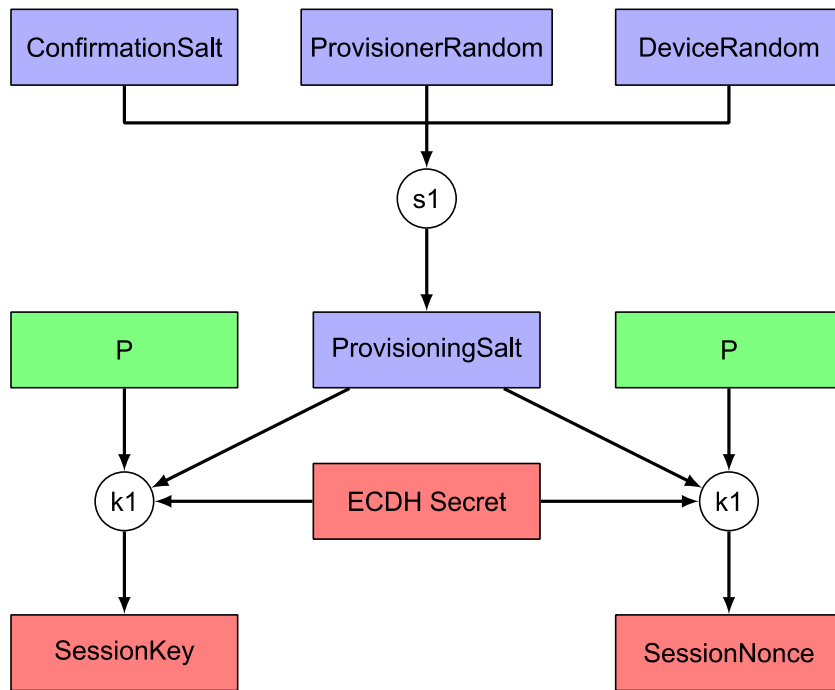 ConfirmationSalt
ProvisionerRandom
DeviceRandom
s1
P
ProvisioningSalt
P
k1
ECDH Secret
k1
SessionKey
SessionNonce